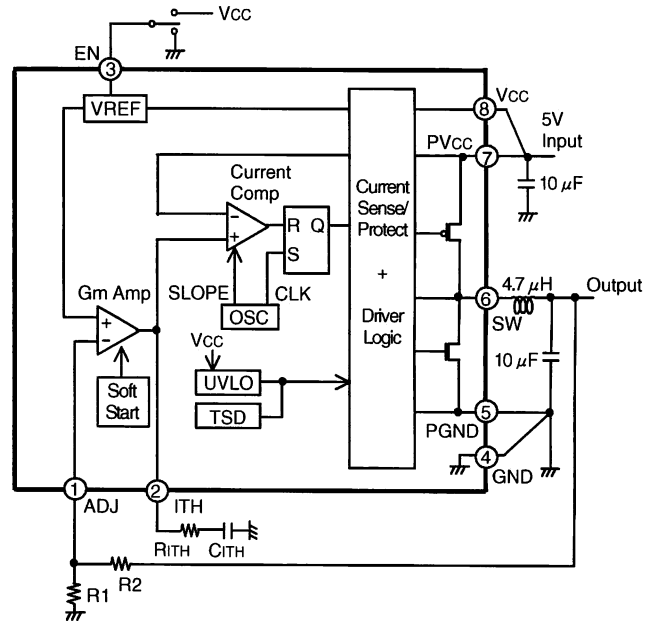 VCC
EN
3
VREF
8
VCC
5V
Input
PVCC
7
10 μF
Current
Comp
−
+
R Q
S
Current
Sense/
Protect
+
Driver
Logic
SLOPE
CLK
OSC
4.7 μH
Output
6
SW
10 μF
Gm Amp
+
−
Soft
Start
VCC
UVLO
TSD
PGND
5
4
GND
1
ADJ
2
ITH
RITH
CITH
R2
R1